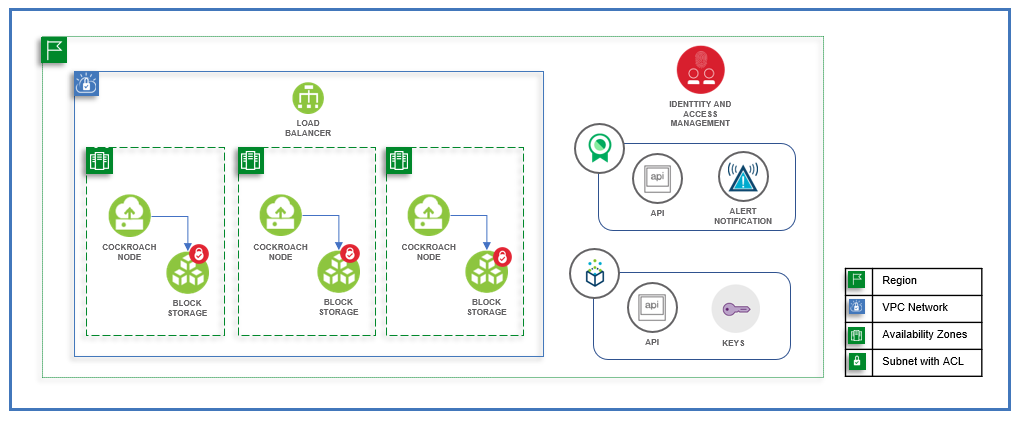 IDENTTITY AND
ACCESS
MANAGEMENT
LOAD
BALANCER
COCKROACH
NODE
BLOCK
STORAGE
COCKROACH
NODE
BLOCK
STORAGE
COCKROACH
NODE
BLOCK
STORAGE
api
API
ALERT
NOTIFICATION
api
API
KEYS
Region
VPC Network
Availability Zones
Subnet with ACL